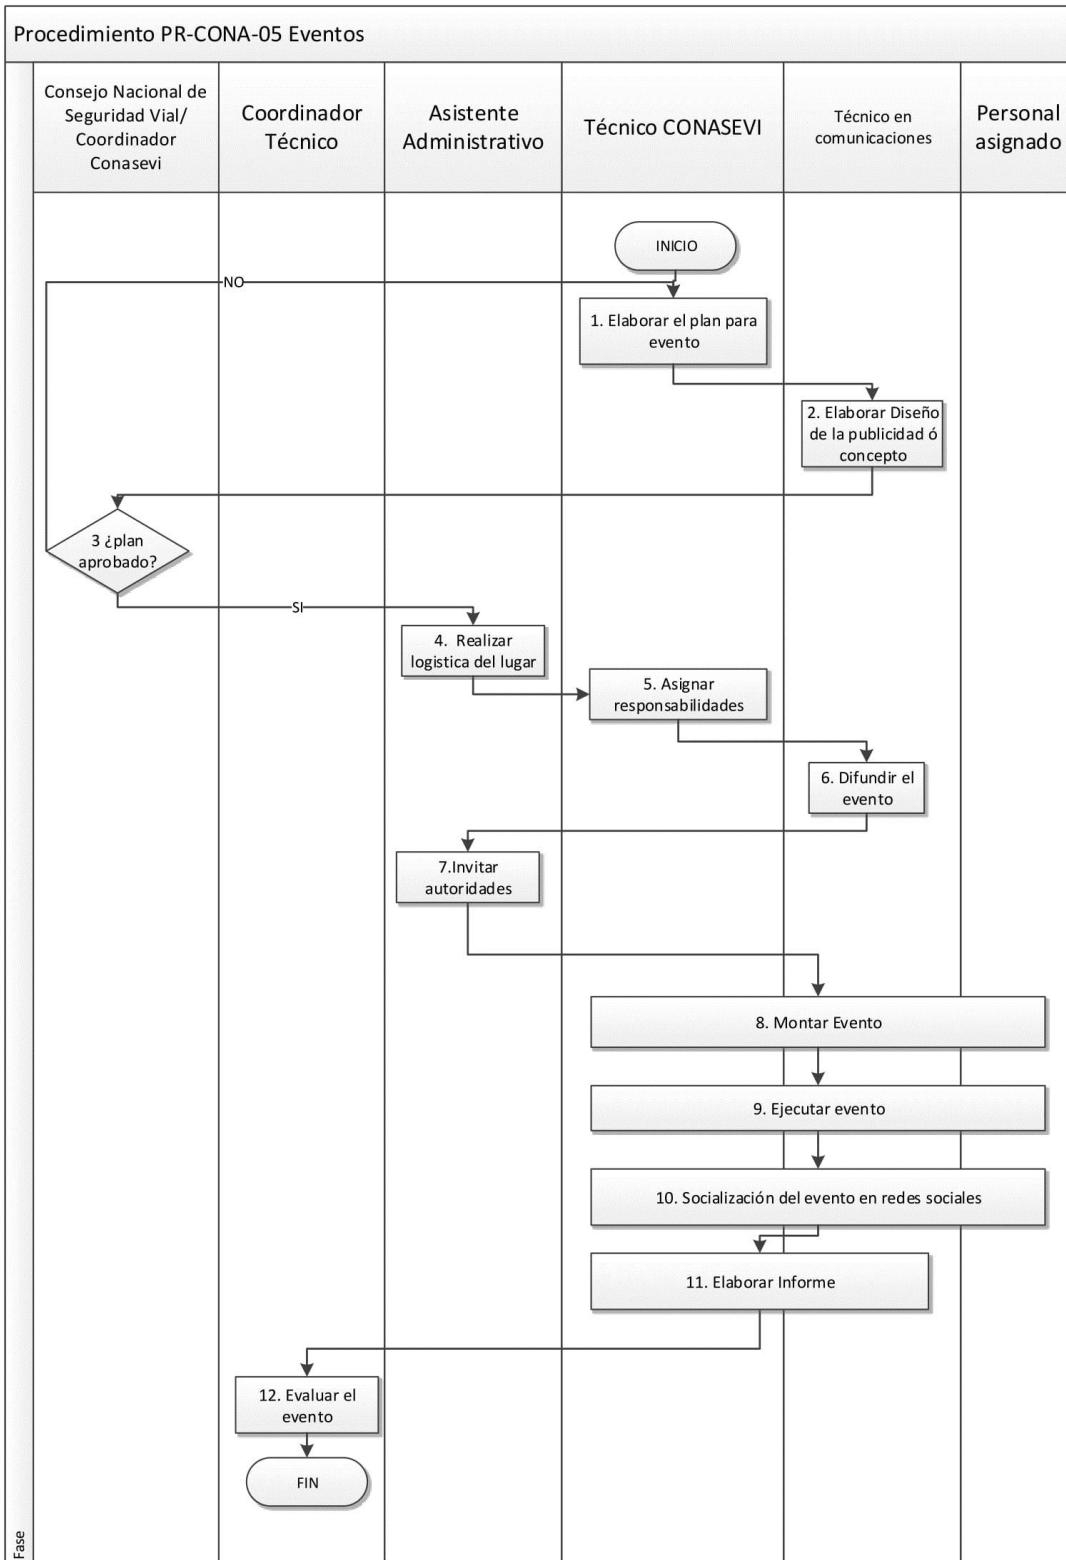 Procedimiento PR-CONA-05 Eventos
Consejo Nacional de
Seguridad Vial/
Coordinador
Conasevi
Coordinador
Técnico
Asistente
Administrativo
Técnico CONASEVI
Técnico en
comunicaciones
Personal
asignado
INICIO
NO
1. Elaborar el plan para
evento
2. Elaborar Diseño
de la publicidad ó
concepto
3 ¿plan
aprobado?
SI
4. Realizar
logistica del lugar
5. Asignar
responsabilidades
6. Difundir el
evento
7.Invitar
autoridades
8. Montar Evento
9. Ejecutar evento
10. Socialización del evento en redes sociales
11. Elaborar Informe
12. Evaluar el
evento
FIN
Fase